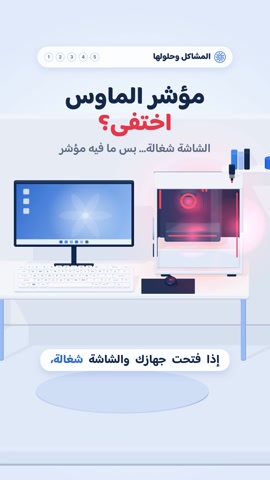 المشاكل وحلولها
1 2 3 4 5
مؤشر الماوس
اختفى؟
الشاشة شغالة... بس ما فيه مؤشر
إذا فتحت جهازك والشاشة شغالة،